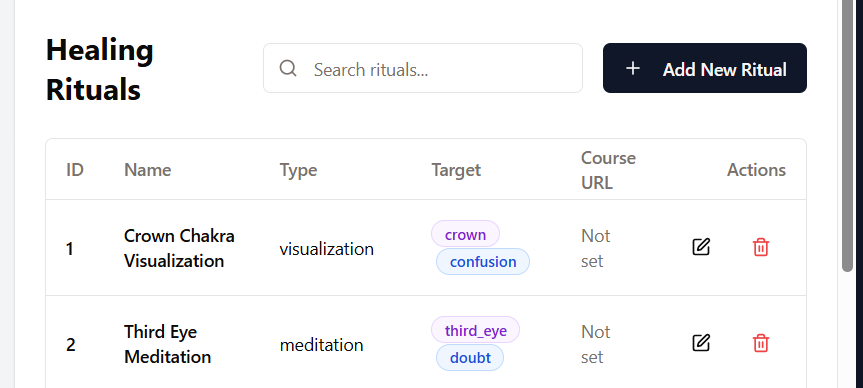 Healing
Rituals
Search rituals...
Add New Ritual
ID Name Type Target Course URL Actions
1 Crown Chakra Visualization visualization crown confusion Not set
2 Third Eye Meditation meditation third_eye doubt Not set